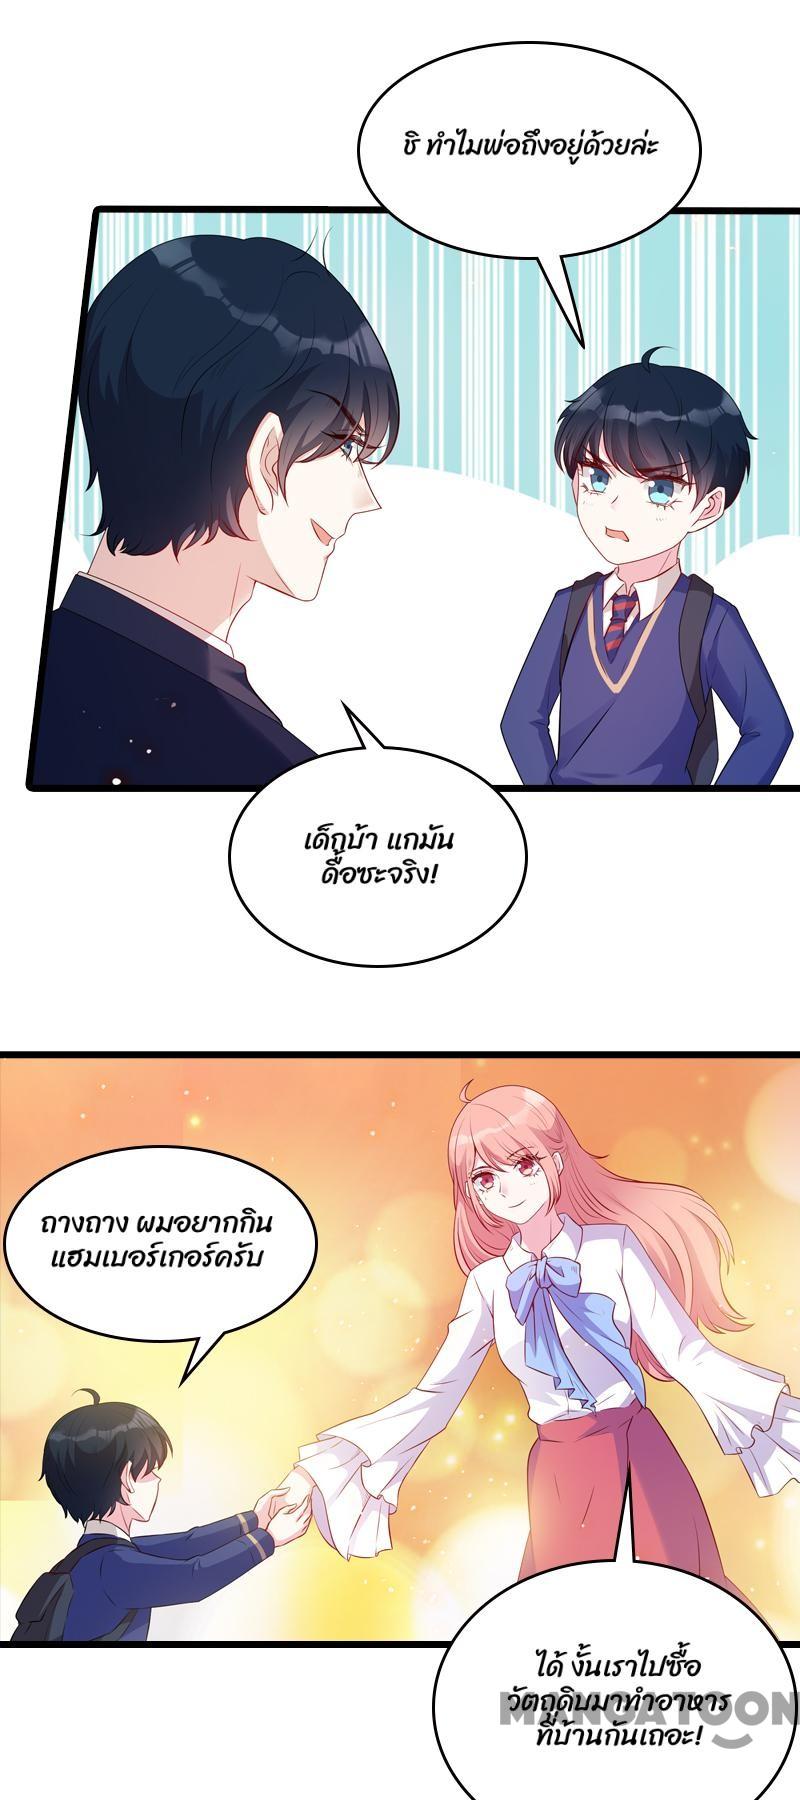 ชิ ทำไมพ่อถึงอยู่ด้วยล่ะ
เด็กบ้า แกมัน
ดื้อซะจริง!
ถางถาง ผมอยากกิน
แฮมเบอร์เกอร์ครับ
ได้ งั้นเราไปซื้อ
วัตถุดิบมาทำอาหาร
MANGATOON
ที่บ้านกันเถอะ!